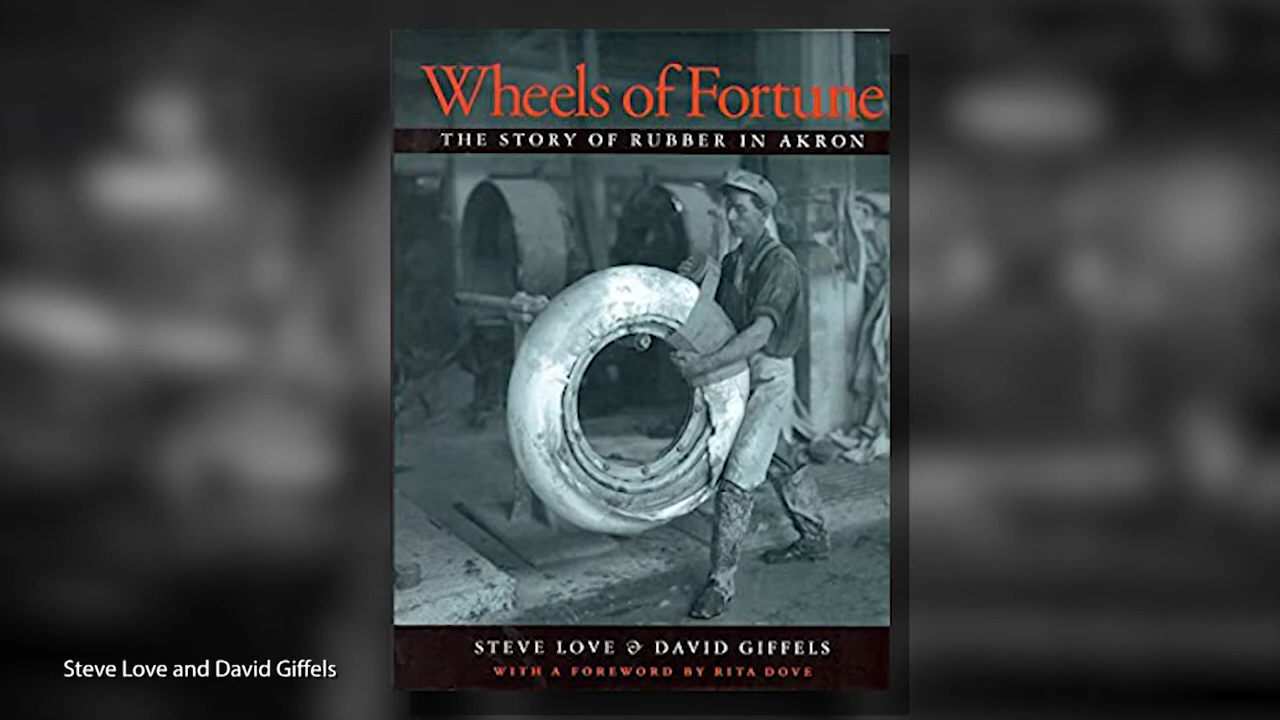 Wheels of Fortune
THE STORY OF RUBBER IN AKRON
STEVE LOVE & DAVID GIFFELS
WITH A FOREWORD BY RITA DOVE
Steve Love and David Giffels